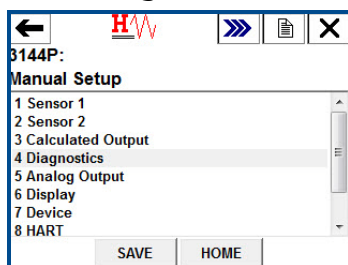 H
3144P:
Manual Setup
1 Sensor 1
2 Sensor 2
3 Calculated Output
4 Diagnostics
5 Analog Output
6 Display
7 Device
8 HART
SAVE HOME